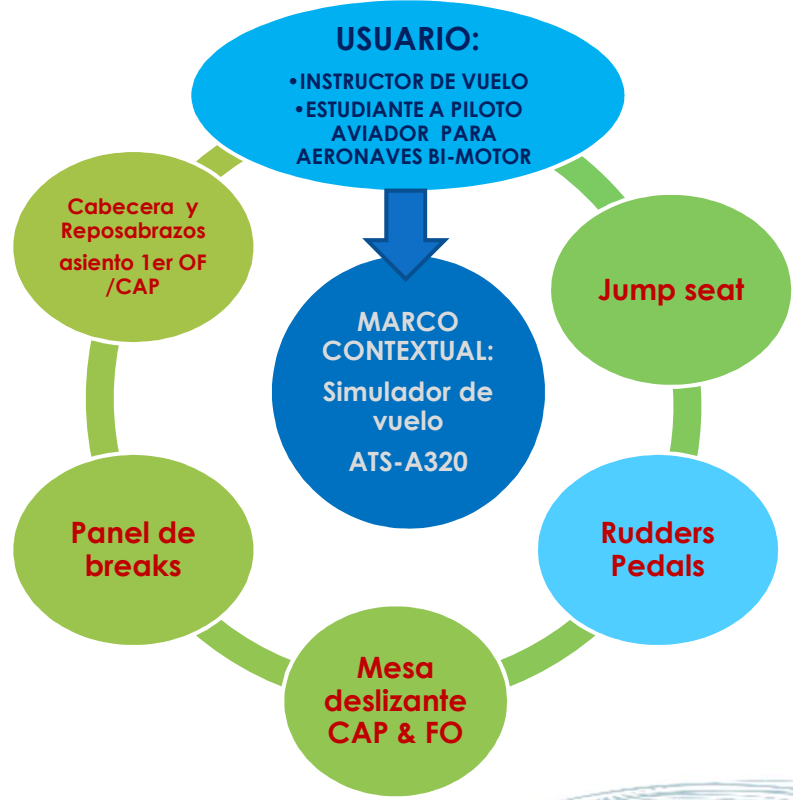 USUARIO:
•INSTRUCTOR DE VUELO
•ESTUDIANTE A PILOTO
AVIADOR PARA
AERONAVES BI-MOTOR
Cabecera y
Reposabrazos
asiento 1er OF
/CAP
Jump seat
MARCO
CONTEXTUAL:
Simulador de
vuelo
ATS-A320
Panel de
breaks
Rudders
Pedals
Mesa
deslizante
CAP & FO